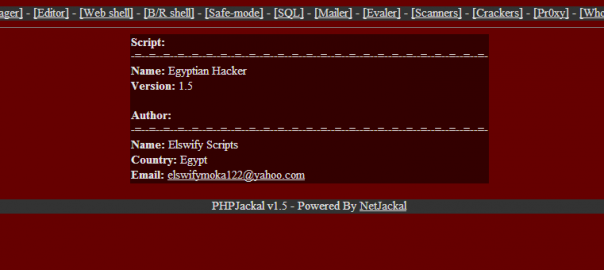 ager] - [Editor] - [Web shell] - [B/R shell] - [Safe-mode] - [SQL] - [Mailer] - [Evaler] - [Scanners] - [Crackers] - [Pr0xy] - [Who
Script:
-=-=-=-=-=-=-=-=-=-=-=-=-=-=-=-=-=-=-=-=-=-=-=-=-
Name: Egyptian Hacker
Version: 1.5
Author:
-=-=-=-=-=-=-=-=-=-=-=-=-=-=-=-=-=-=-=-=-=-=-=-=-
Name: Elswify Scripts
Country: Egypt
Email: elswifymoka122@yahoo.com
PHPJackal v1.5 - Powered By NetJackal